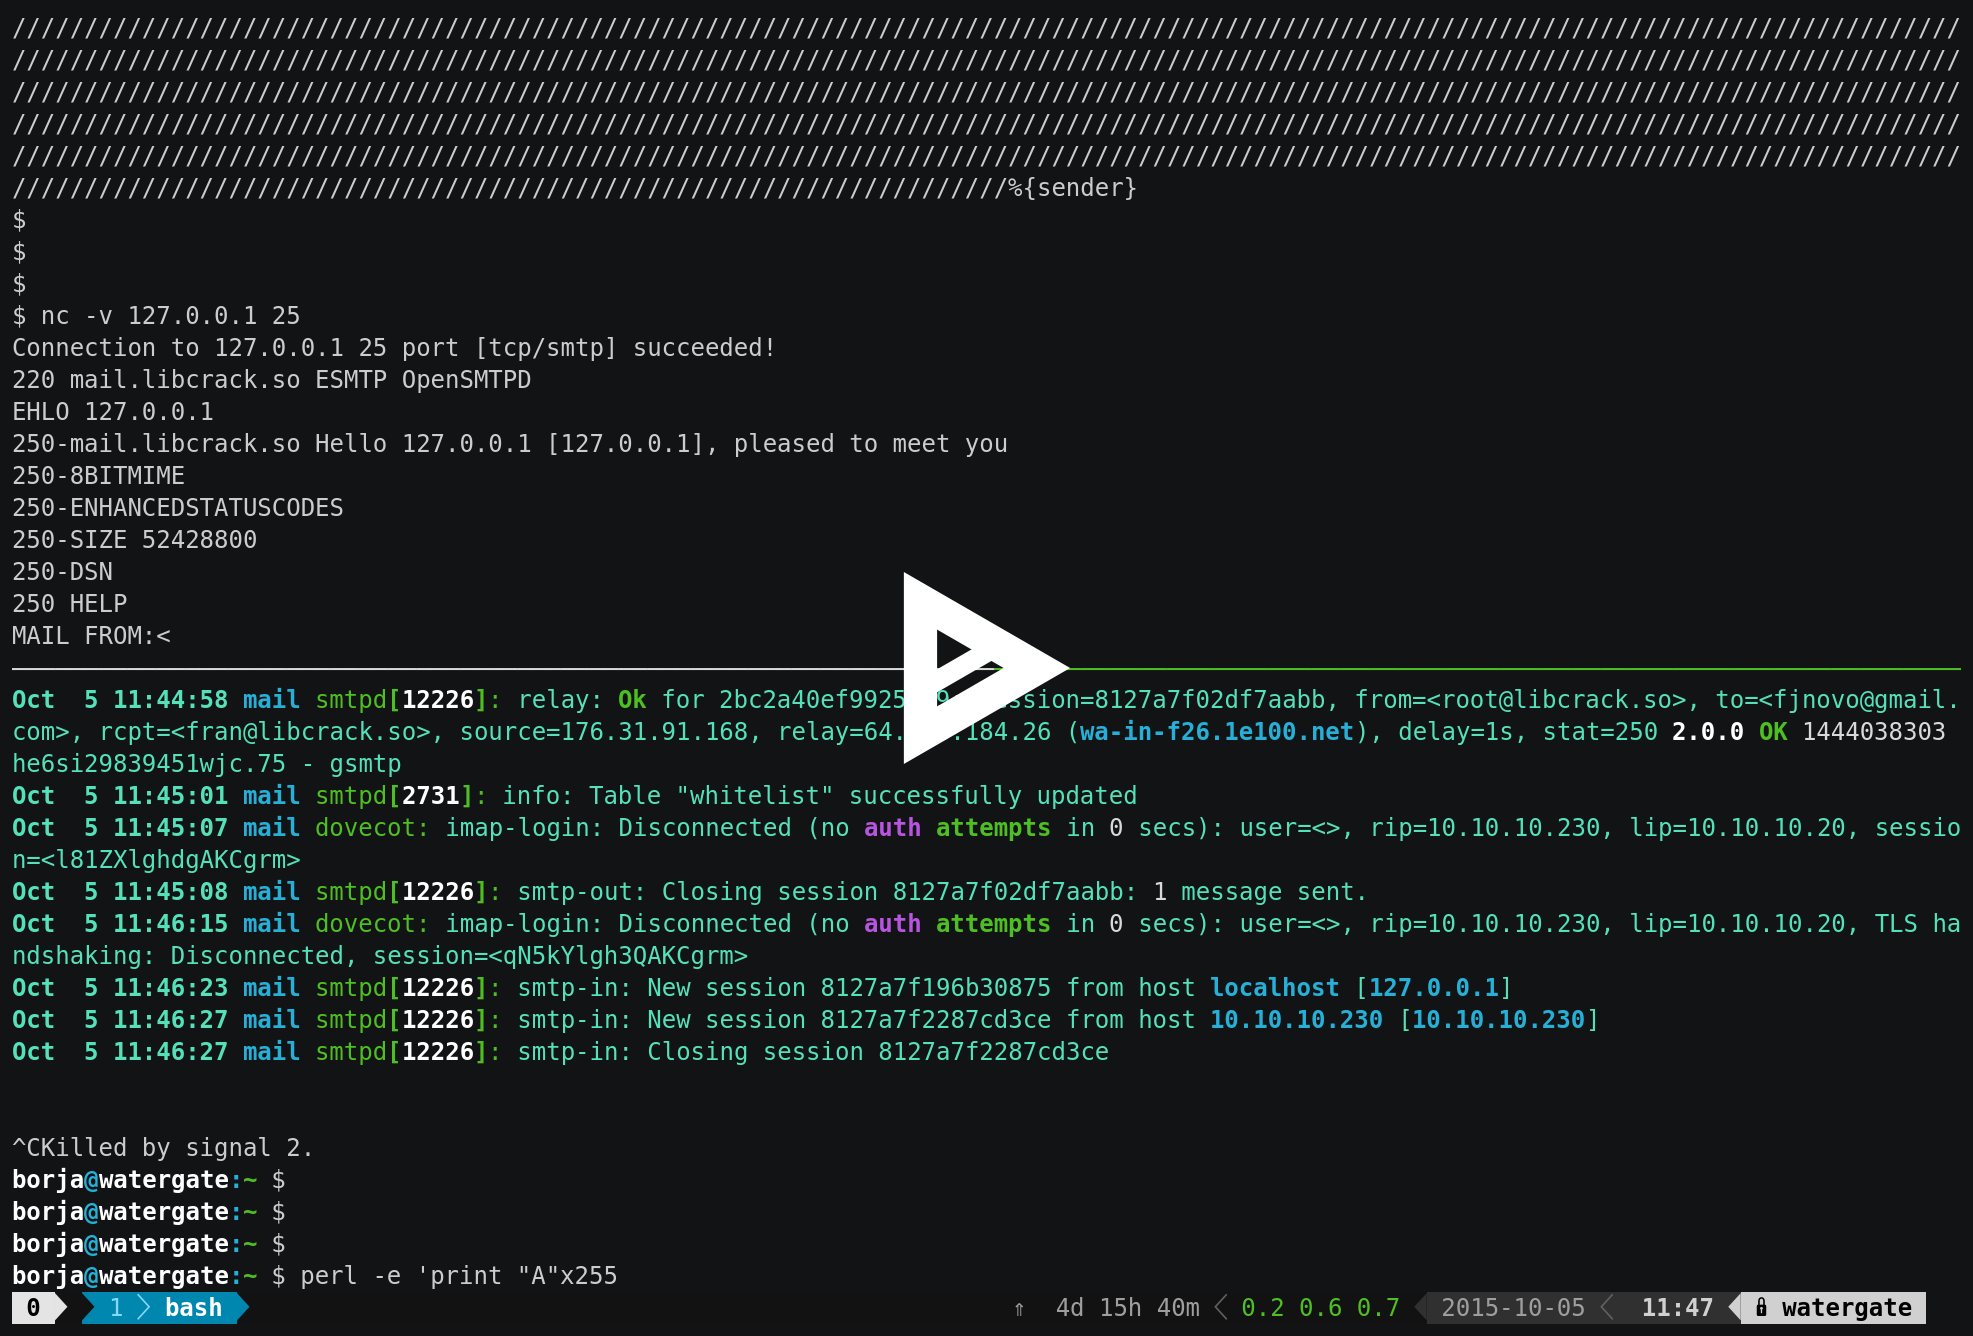 ///////////////////////////////////////////////////////////////////////////////////////////////////////////////////////////////////////
///////////////////////////////////////////////////////////////////////////////////////////////////////////////////////////////////////
///////////////////////////////////////////////////////////////////////////////////////////////////////////////////////////////////////
///////////////////////////////////////////////////////////////////////////////////////////////////////////////////////////////////////
///////////////////////////////////////////////////////////////////////////////////////////////////////////////////////////////////////
/////////////////////////////////////////////////////////////////////%{sender}
$
$
$
$ nc -v 127.0.0.1 25
Connection to 127.0.0.1 25 port [tcp/smtp] succeeded!
220 mail.libcrack.so ESMTP OpenSMTPD
EHLO 127.0.0.1
250-mail.libcrack.so Hello 127.0.0.1 [127.0.0.1], pleased to meet you
250-8BITMIME
250-ENHANCEDSTATUSCODES
250-SIZE 52428800
250-DSN
250 HELP
MAIL FROM:<
Oct  5 11:44:58 mail smtpd[12226]: relay: Ok for session=8127a7f02df7aabb, from=<root@libcrack.so>, to=<fjnovo@gmail.
com>, rcpt=<fran@libcrack.so>, source=176.31.91.168, (wa-in-f26.1e100.net), delay=1s, stat=250 2.0.0 OK 1444038303
he6si29839451wjc.75 - gsmtp
Oct  5 11:45:01 mail smtpd[2731]: info: Table "whitelist" successfully updated
Oct  5 11:45:07 mail dovecot: imap-login: Disconnected (no auth attempts in 0 secs): user=<>, rip=10.10.10.230, lip=10.10.10.20, sessio
n=<l81ZXlghdgAKCgrm>
Oct  5 11:45:08 mail smtpd[12226]: smtp-out: Closing session 8127a7f02df7aabb: 1 message sent.
Oct  5 11:46:15 mail dovecot: imap-login: Disconnected (no auth attempts in 0 secs): user=<>, rip=10.10.10.230, lip=10.10.10.20, TLS ha
ndshaking: Disconnected, session=<qN5kYlgh3QAKCgrm>
Oct  5 11:46:23 mail smtpd[12226]: smtp-in: New session 8127a7f196b30875 from host localhost [127.0.0.1]
Oct  5 11:46:27 mail smtpd[12226]: smtp-in: New session 8127a7f2287cd3ce from host 10.10.10.230 [10.10.10.230]
Oct  5 11:46:27 mail smtpd[12226]: smtp-in: Closing session 8127a7f2287cd3ce
^CKilled by signal 2.
borja@watergate:~ $
borja@watergate:~ $
borja@watergate:~ $
borja@watergate:~ $ perl -e 'print "A"x255
0 1 bash ⇑ 4d 15h 40m 0.2 0.6 0.7 2015-10-05 11:47 watergate